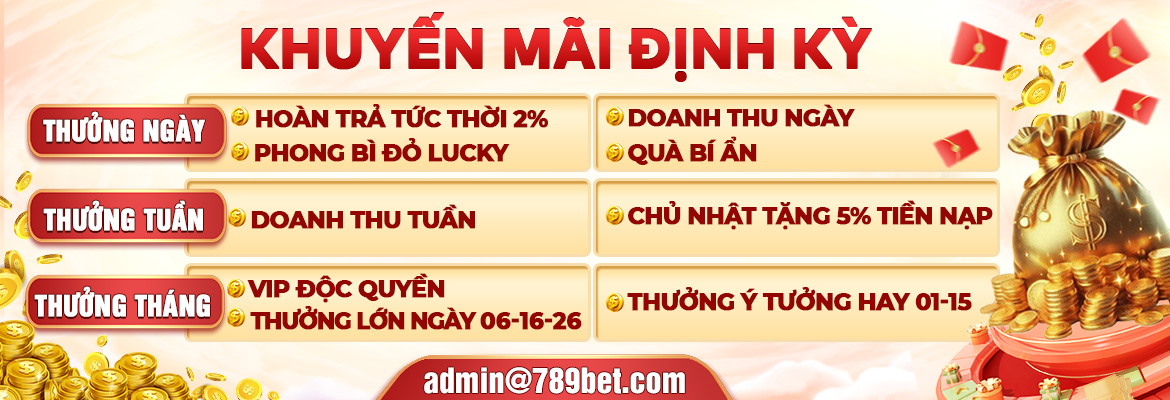 KHUYẾN MÃI ĐỊNH KỲ
THƯỞNG NGÀY
HOÀN TRẢ TỨC THỜI 2%
PHONG BÌ ĐỎ LUCKY
DOANH THU NGÀY
QUÀ BÍ ẨN
THƯỞNG TUẦN
DOANH THU TUẦN
CHỦ NHẬT TẶNG 5% TIỀN NẠP
THƯỞNG THÁNG
VIP ĐỘC QUYỀN
THƯỞNG LỚN NGÀY 06-16-26
THƯỞNG Ý TƯỞNG HAY 01-15
admin@789bet.com